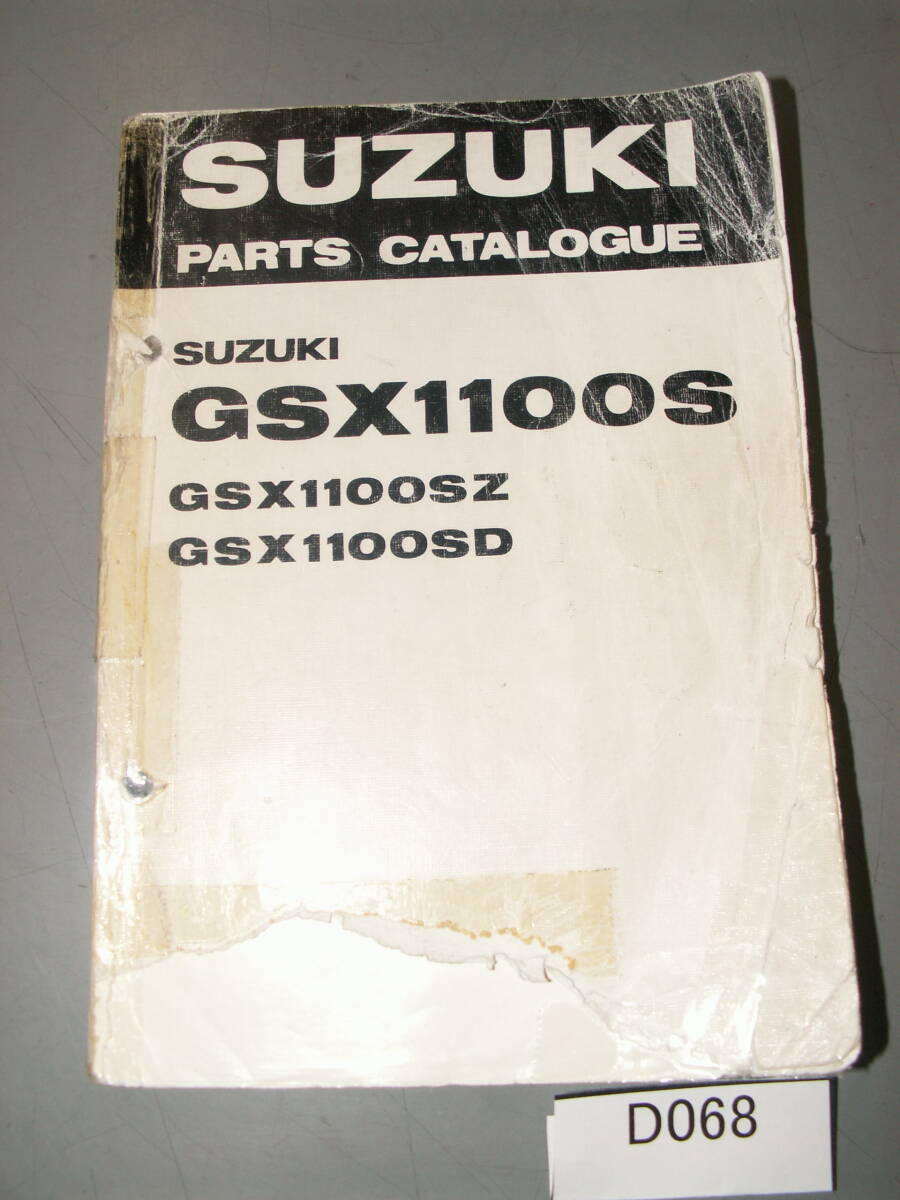 SUZUKI
PARTS CATALOGUE
SUZUKI
GSX1100S
GSX1100SZ
GSX1100SD
D068